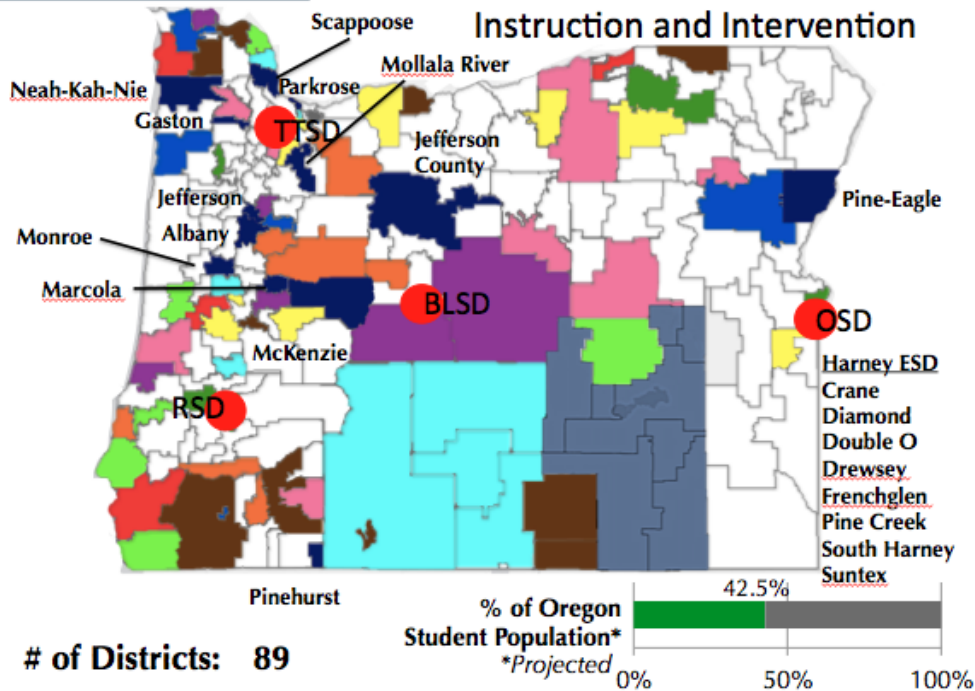 Instruction and Intervention
Scappoose
Mollala River
Neah-Kah-Nie
Parkrose
Gaston
TTSD
Jefferson
County
Jefferson
Pine-Eagle
Albany
Monroe
Marcola
BLSD
OSD
McKenzie
Harney ESD
Crane
RSD
Diamond
Double O
Drewsey
Frenchglen
Pine Creek
South Harney
Suntex
Pinehurst
42.5%
% of Oregon
Student Population*
*Projected
0%
50%
100%
# of Districts: 89